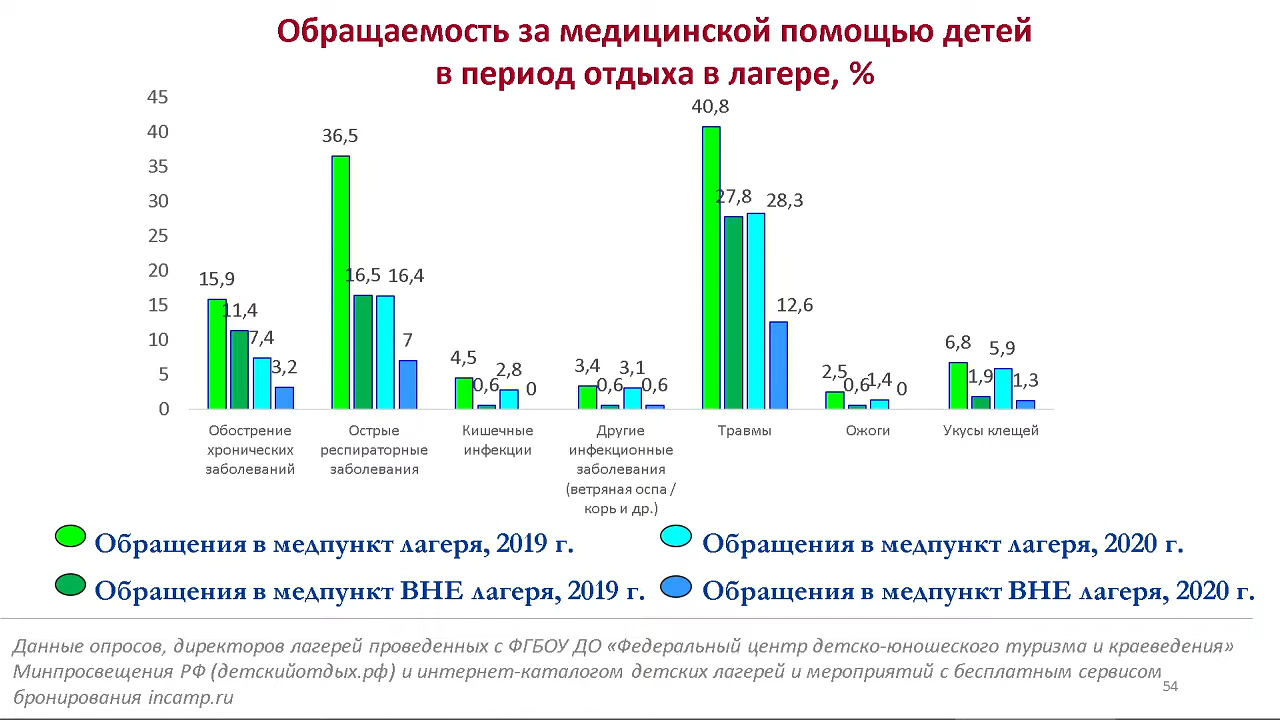 Обращаемость за медицинской помощью детей
в период отдыха в лагере, %
45
40
35
30
25
20
15
10
5
0
15,9
11,4
7,4
3,2
36,5
16,5
16,4
7
4,5
0,6
2,8
0
3,4
0,6
3,1
0,6
40,8
27,8
28,3
12,6
2,5
0,6
1,4
0
6,8
1,9
5,9
1,3
Обострение
хронических
заболеваний
Острые
респираторные
заболевания
Кишечные
инфекции
Другие
инфекционные
заболевания
(ветряная оспа /
корь и др.)
Травмы
Ожоги
Укусы клещей
Обращения в медпункт лагеря, 2019 г.
Обращения в медпункт лагеря, 2020 г.
Обращения в медпункт ВНЕ лагеря, 2019 г.
Обращения в медпункт ВНЕ лагеря, 2020 г.
Данные опросов, директоров лагерей проведенных с ФГБОУ ДО «Федеральный центр детско-юношеского туризма и краеведения»
Минпросвещения РФ (детскийотдых.рф) и интернет-каталогом детских лагерей и мероприятий с бесплатным сервисом
бронирования incamp.ru
54